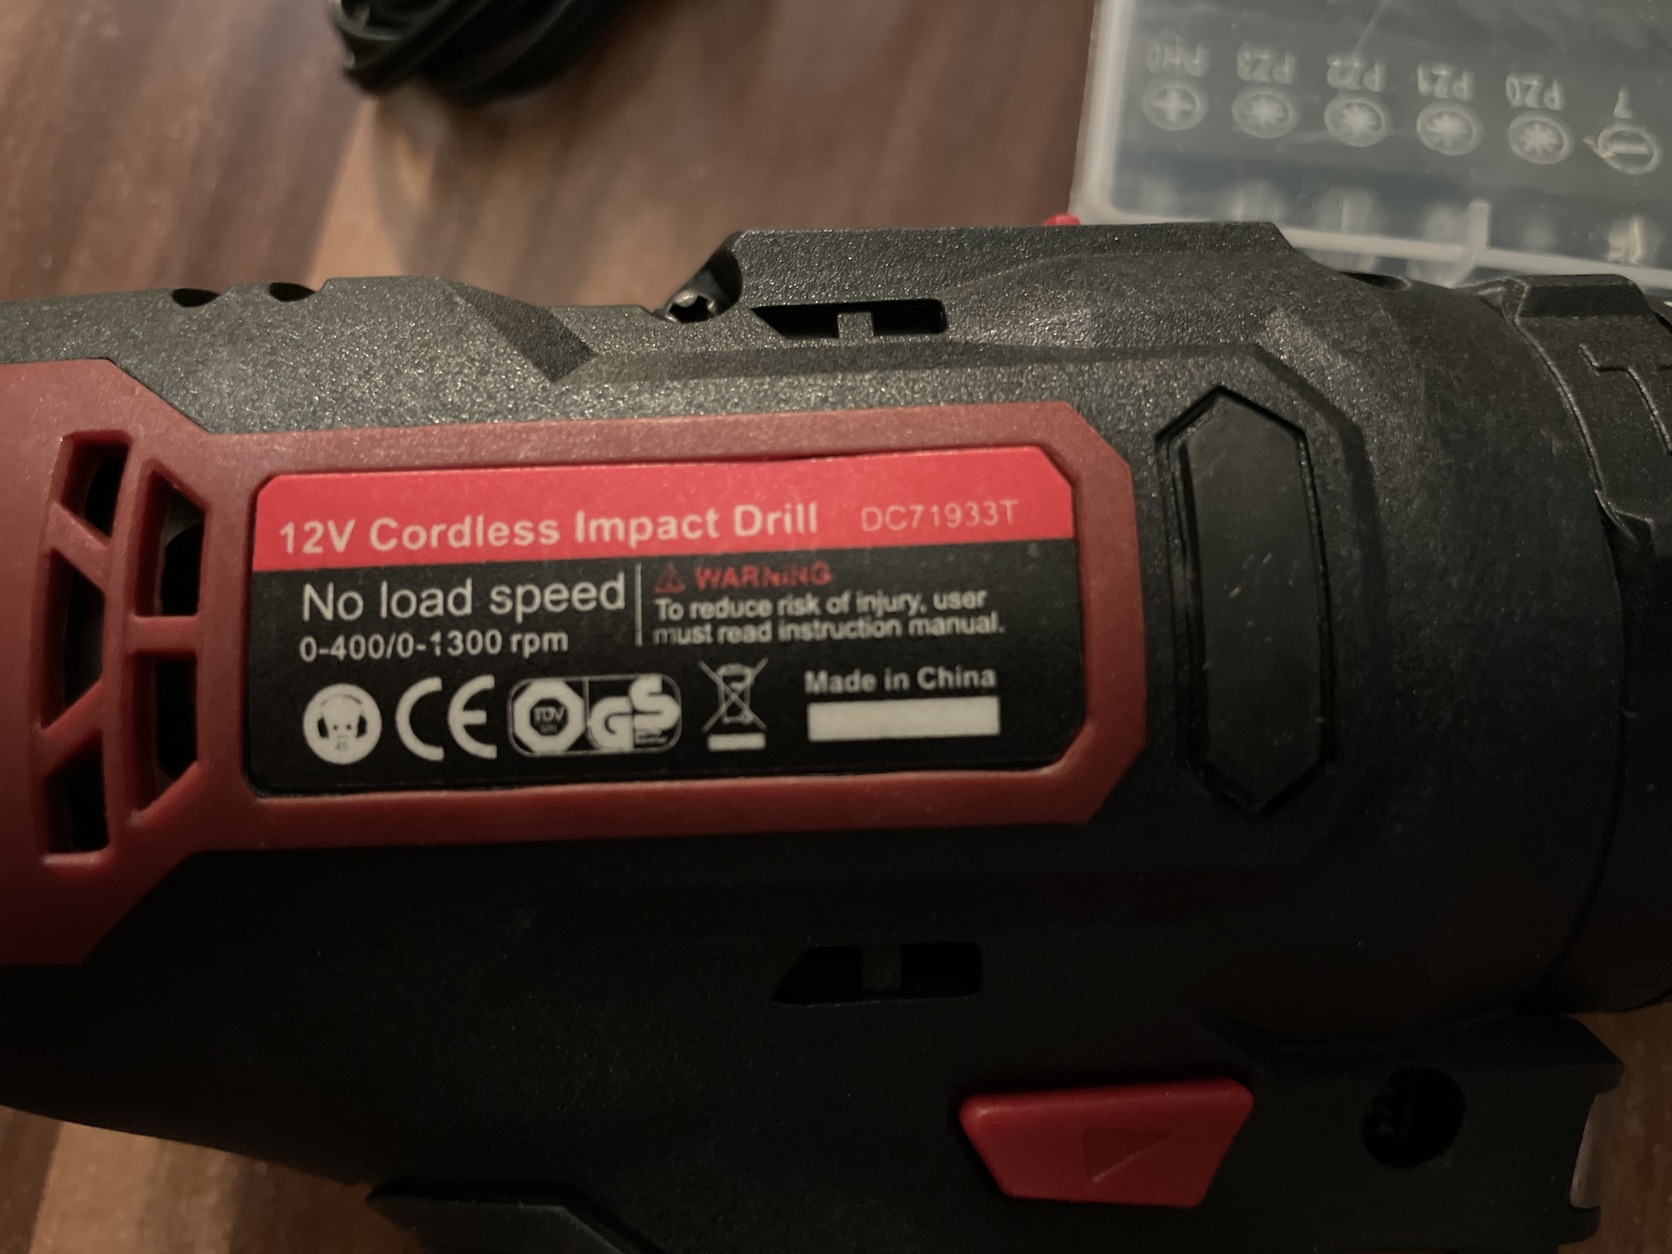 PH0 PZ3 PZ2 PZ1 PZ0 7
12V Cordless Impact Drill DC71933T
No load speed
0-400/0-1300 rpm
WARNING
To reduce risk of injury, user
must read instruction manual.
CE TÜV GS
Made in China